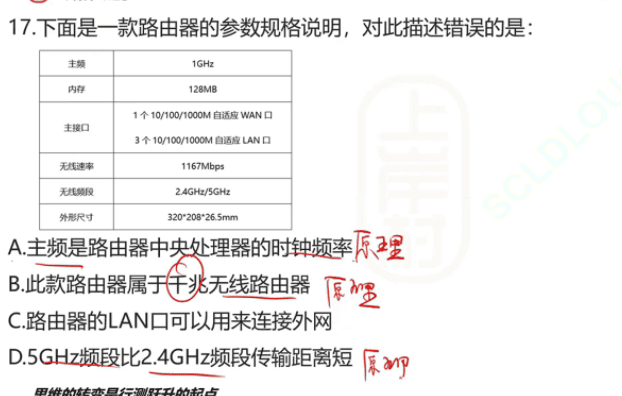 17.下面是一款路由器的参数规格说明，对此描述错误的是：
主频 1GHz
内存 128MB
主接口 1 个 10/100/1000M 自适应 WAN 口
3 个 10/100/1000M 自适应 LAN 口
无线速率 1167Mbps
无线频段 2.4GHz/5GHz
外形尺寸 320*208*26.5mm
A.主频是路由器中央处理器的时钟频率 原理
B.此款路由器属于千兆无线路由器 原理
C.路由器的LAN口可以用来连接外网
D.5GHz频段比2.4GHz频段传输距离短 原理
思维的转变是行测跃升的起点
上岸村
SCLDLOU